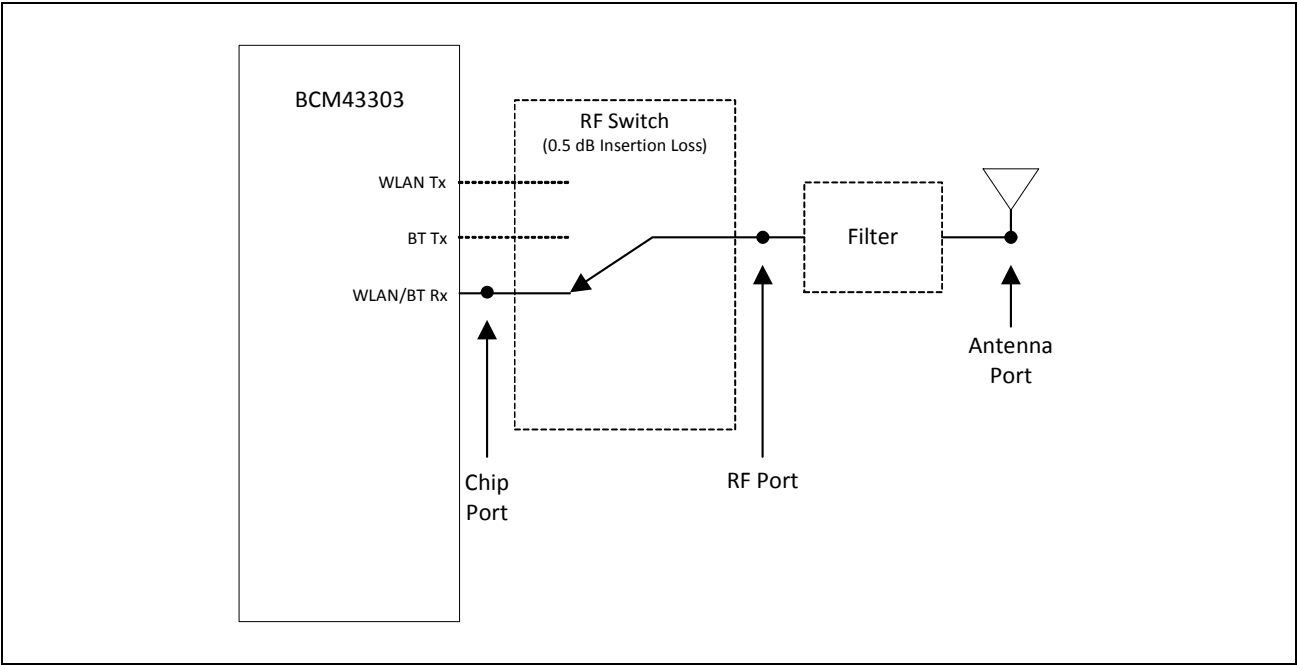 BCM43303
RF Switch
(0.5 dB Insertion Loss)
WLAN Tx
BT Tx
WLAN/BT Rx
Filter
Chip
Port
RF Port
Antenna
Port